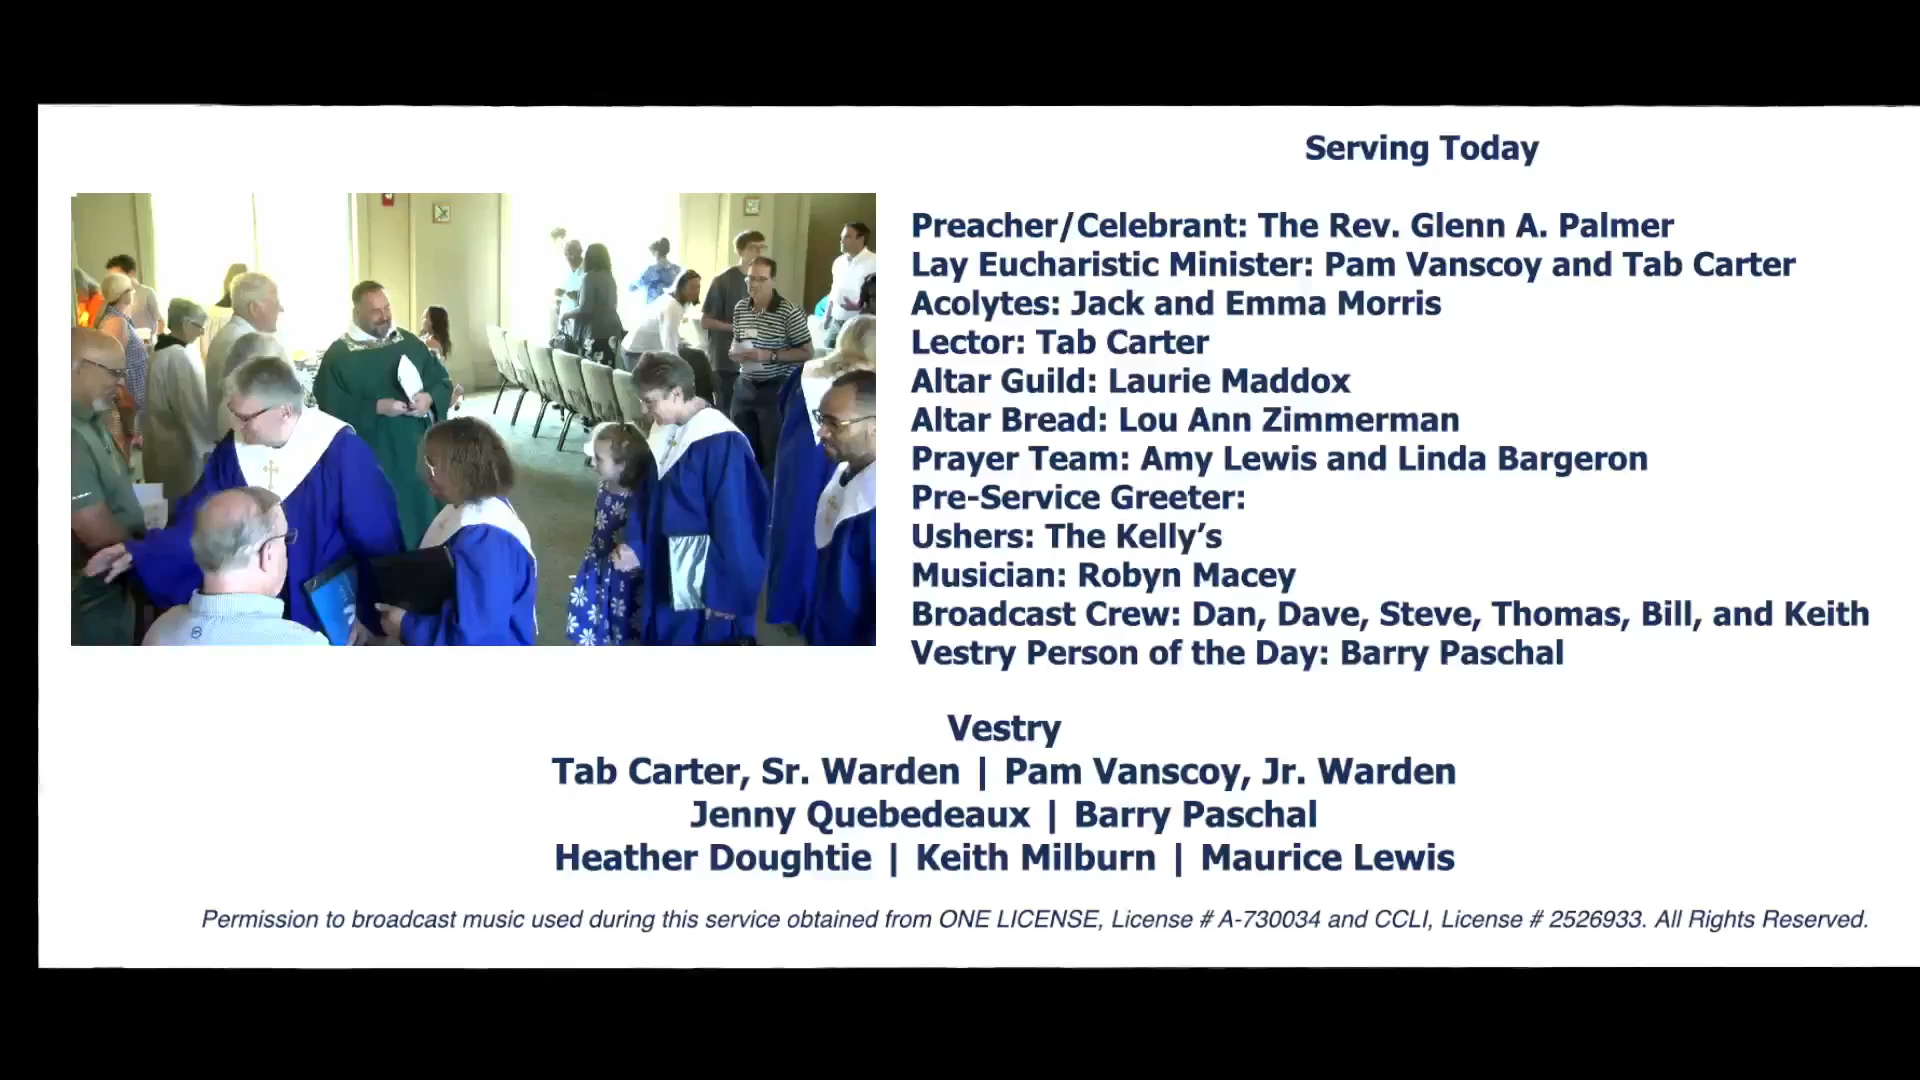 Serving Today
Preacher/Celebrant: The Rev. Glenn A. Palmer
Lay Eucharistic Minister: Pam Vanscoy and Tab Carter
Acolytes: Jack and Emma Morris
Lector: Tab Carter
Altar Guild: Laurie Maddox
Altar Bread: Lou Ann Zimmerman
Prayer Team: Amy Lewis and Linda Bargeron
Pre-Service Greeter:
Ushers: The Kelly’s
Musician: Robyn Macey
Broadcast Crew: Dan, Dave, Steve, Thomas, Bill, and Keith
Vestry Person of the Day: Barry Paschal
Vestry
Tab Carter, Sr. Warden | Pam Vanscoy, Jr. Warden
Jenny Quebedeaux | Barry Paschal
Heather Doughtie | Keith Milburn | Maurice Lewis
Permission to broadcast music used during this service obtained from ONE LICENSE, License # A-730034 and CCLI, License # 2526933. All Rights Reserved.